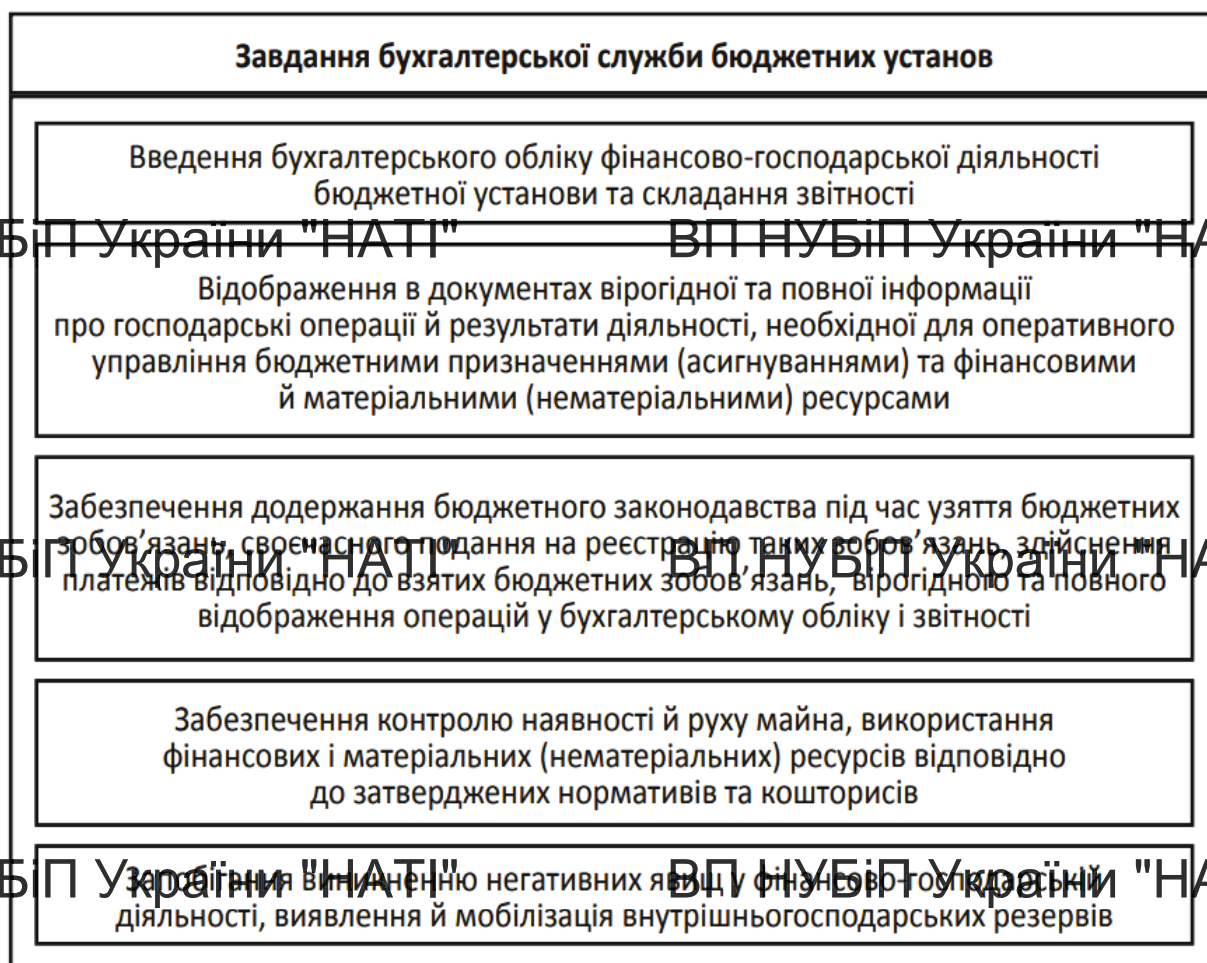 Завдання бухгалтерської служби бюджетних установ
Введення бухгалтерського обліку фінансово-господарської діяльності
бюджетної установи та складання звітності
БіП України "НАТІ" ВП НУБіП України "НА
Відображення в документах вірогідної та повної інформації
про господарські операції й результати діяльності, необхідної для оперативного
управління бюджетними призначеннями (асигнуваннями) та фінансовими
й матеріальними (нематеріальними) ресурсами
Забезпечення додержання бюджетного законодавства під час узяття бюджетних
зобов’язань, своєчасного подання на реєстрацію таких зобов’язань, здійснення
БіП України "НАТІ" ВП НУБіП України "НА
платежів відповідно до взятих бюджетних зобов’язань, вірогідного та повного
відображення операцій у бухгалтерському обліку і звітності
Забезпечення контролю наявності й руху майна, використання
фінансових і матеріальних (нематеріальних) ресурсів відповідно
до затверджених нормативів та кошторисів
БіП України "НАТІ" ВП НУБіП України "НА
Запобігання виникненню негативних явищ у фінансово-господарській
діяльності, виявлення й мобілізація внутрішньогосподарських резервів